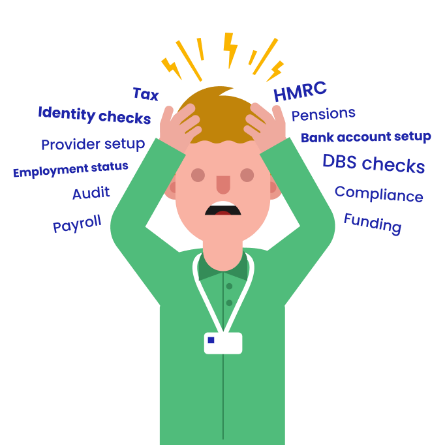 Tax
Identity checks
Provider setup
Employment status
Audit
Payroll
HMRC
Pensions
Bank account setup
DBS checks
Compliance
Funding